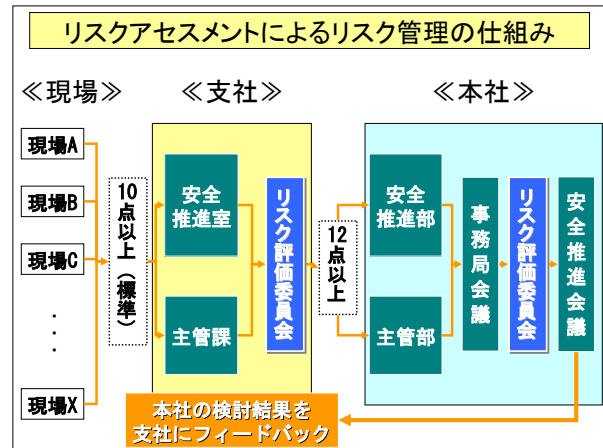 リスクアセスメントによるリスク管理の仕組み
≪現場≫
≪支社≫
≪本社≫
現場A
現場B
現場C
・
・
・
現場X
10点以上（標準）
安全
推進室
主管課
リスク評価委員会
12点以上
安全
推進部
主管部
事務局会議
リスク評価委員会
安全推進会議
本社の検討結果を
支社にフィードバック